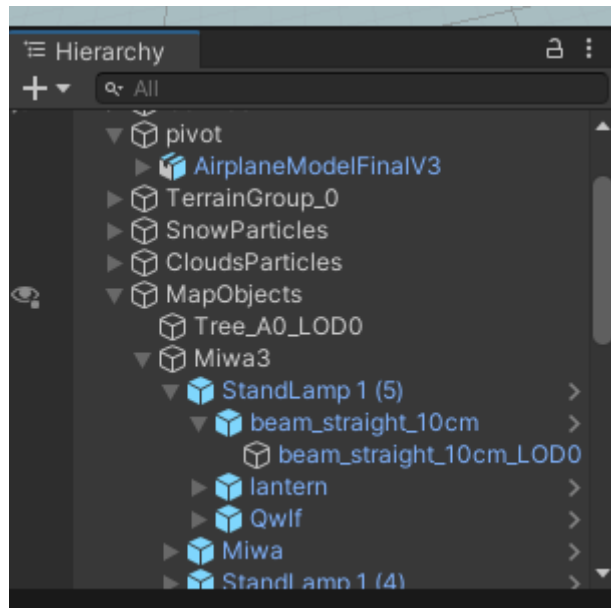 Hierarchy
All
pivot
AirplaneModelFinalV3
TerrainGroup_0
SnowParticles
CloudsParticles
MapObjects
Tree_A0_LOD0
Miwa3
StandLamp 1 (5)
beam_straight_10cm
beam_straight_10cm_LOD0
lantern
Qwlf
Miwa
StandLamp 1 (4)